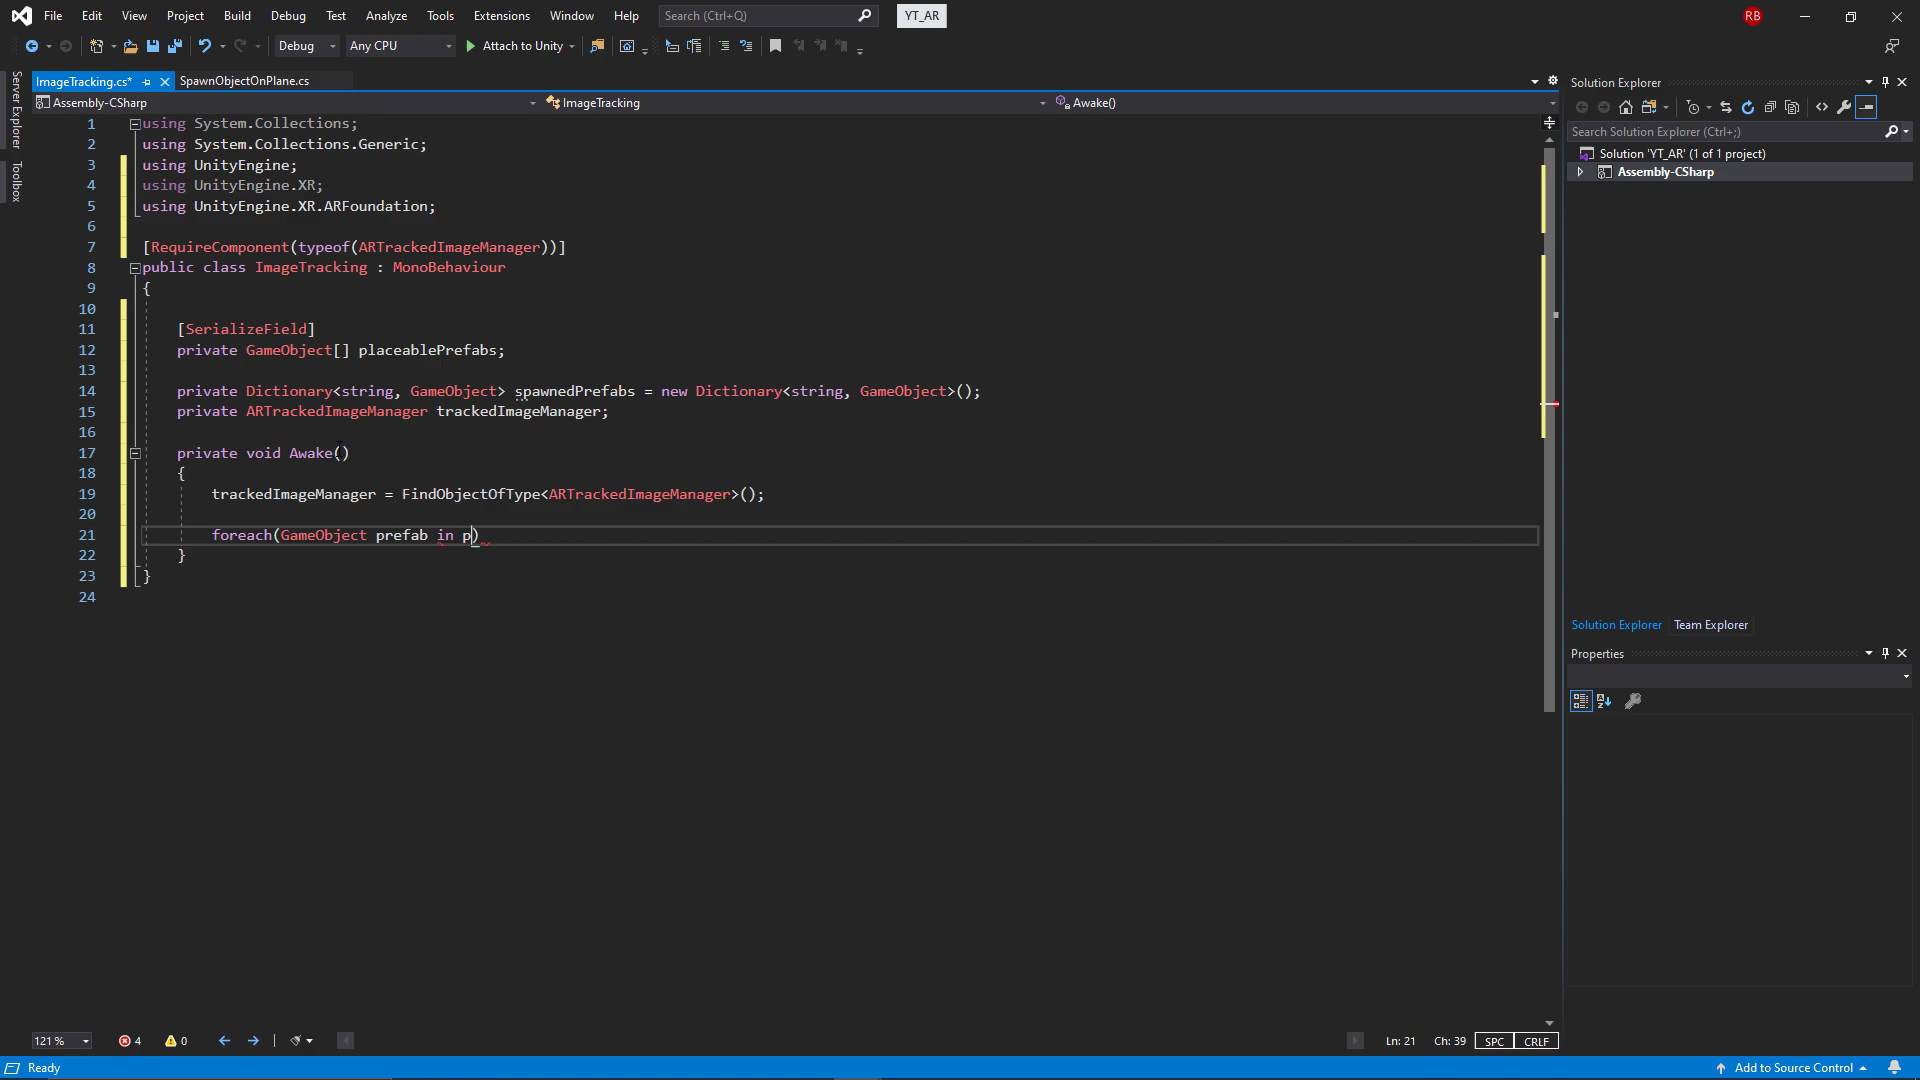 File Edit View Project Build Debug Test Analyze Tools Extensions Window Help Search (Ctrl+Q) YT_AR RB
Debug Any CPU Attach to Unity
Server Explorer
Toolbox
ImageTracking.cs* SpawnObjectOnPlane.cs
Assembly-CSharp ImageTracking Awake()
1 using System.Collections;
2 using System.Collections.Generic;
3 using UnityEngine;
4 using UnityEngine.XR;
5 using UnityEngine.XR.ARFoundation;
6
7 [RequireComponent(typeof(ARTrackedImageManager))]
8 public class ImageTracking : MonoBehaviour
9 {
10
11 [SerializeField]
12 private GameObject[] placeablePrefabs;
13
14 private Dictionary<string, GameObject> spawnedPrefabs = new Dictionary<string, GameObject>();
15 private ARTrackedImageManager trackedImageManager;
16
17 private void Awake()
18 {
19 trackedImageManager = FindObjectOfType<ARTrackedImageManager>();
20
21 foreach(GameObject prefab in p)
22 }
23 }
24
Solution Explorer
Search Solution Explorer (Ctrl+;)
Solution 'YT_AR' (1 of 1 project)
Assembly-CSharp
Solution Explorer Team Explorer
Properties
121 % 4 0 Ln: 21 Ch: 39 SPC CRLF
Ready Add to Source Control